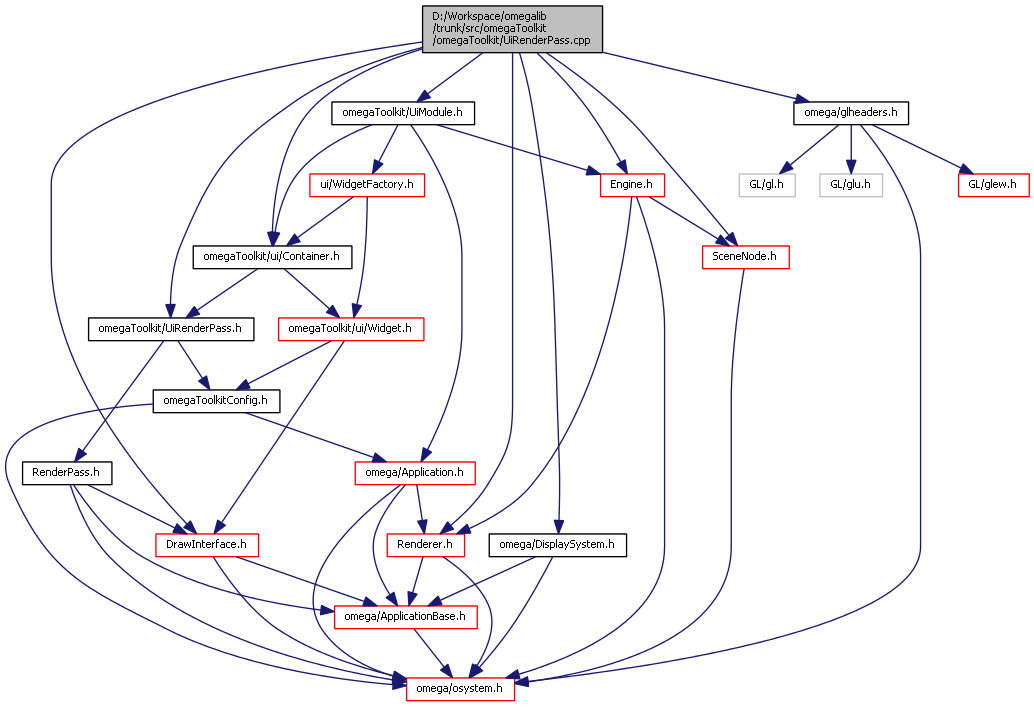 D:/Workspace/omegalib
/trunk/src/omegaToolkit
/omegaToolkit/UiRenderPass.cpp
omegaToolkit/UiModule.h
omega/glheaders.h
ui/WidgetFactory.h
Engine.h
GL/gl.h
GL/glu.h
GL/glew.h
omegaToolkit/ui/Container.h
SceneNode.h
omegaToolkit/UiRenderPass.h
omegaToolkit/ui/Widget.h
omegaToolkitConfig.h
RenderPass.h
omega/Application.h
DrawInterface.h
Renderer.h
omega/DisplaySystem.h
omega/ApplicationBase.h
omega/osystem.h